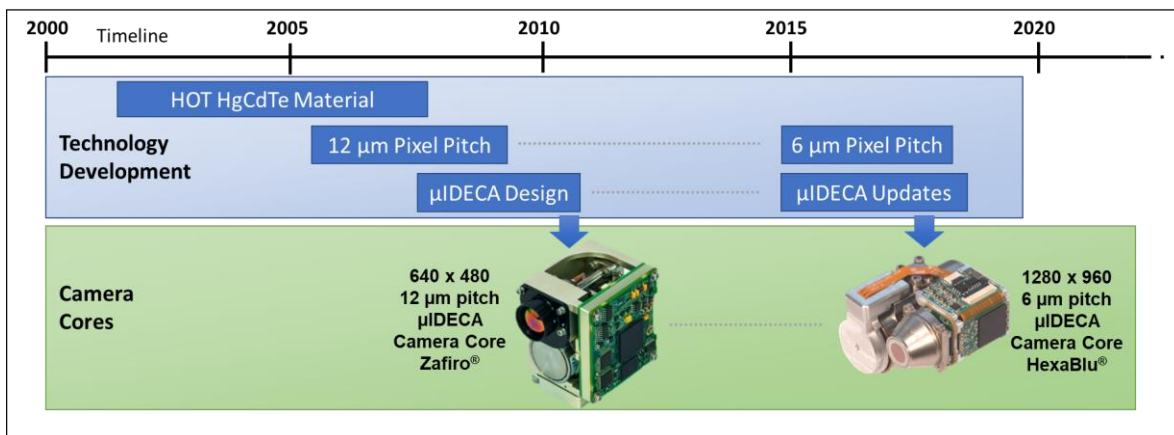 2000 Timeline 2005 2010 2015 2020
HOT HgCdTe Material
Technology
Development
12 µm Pixel Pitch
6 µm Pixel Pitch
µIDECA Design
µIDECA Updates
Camera
Cores
640 x 480
12 µm pitch
µIDECA
Camera Core
Zafiro®
1280 x 960
6 µm pitch
µIDECA
Camera Core
HexaBlu®